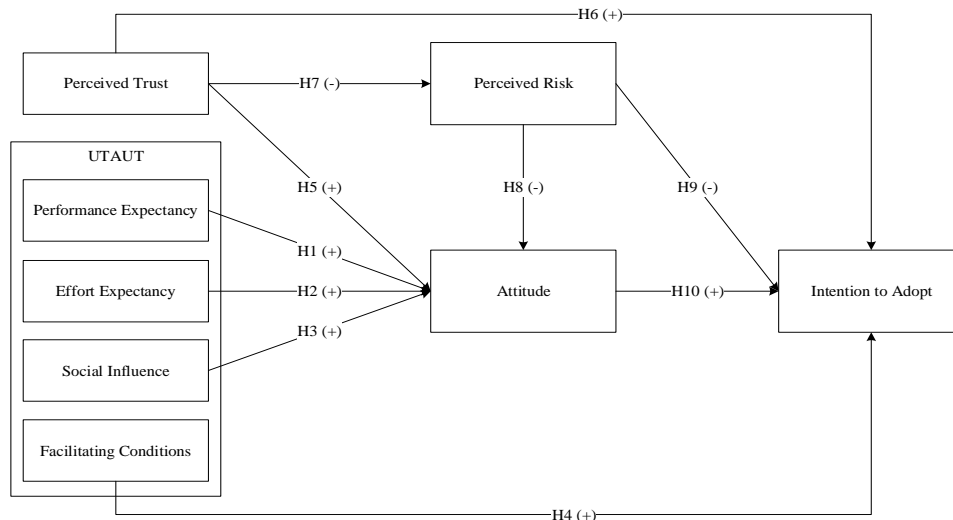 H6 (+)
Perceived Trust
H7 (-)
Perceived Risk
UTAUT
H5 (+)
H8 (-)
H9 (-)
Performance Expectancy
H1 (+)
Effort Expectancy
H2 (+)
Attitude
H10 (+)
Intention to Adopt
H3 (+)
Social Influence
Facilitating Conditions
H4 (+)